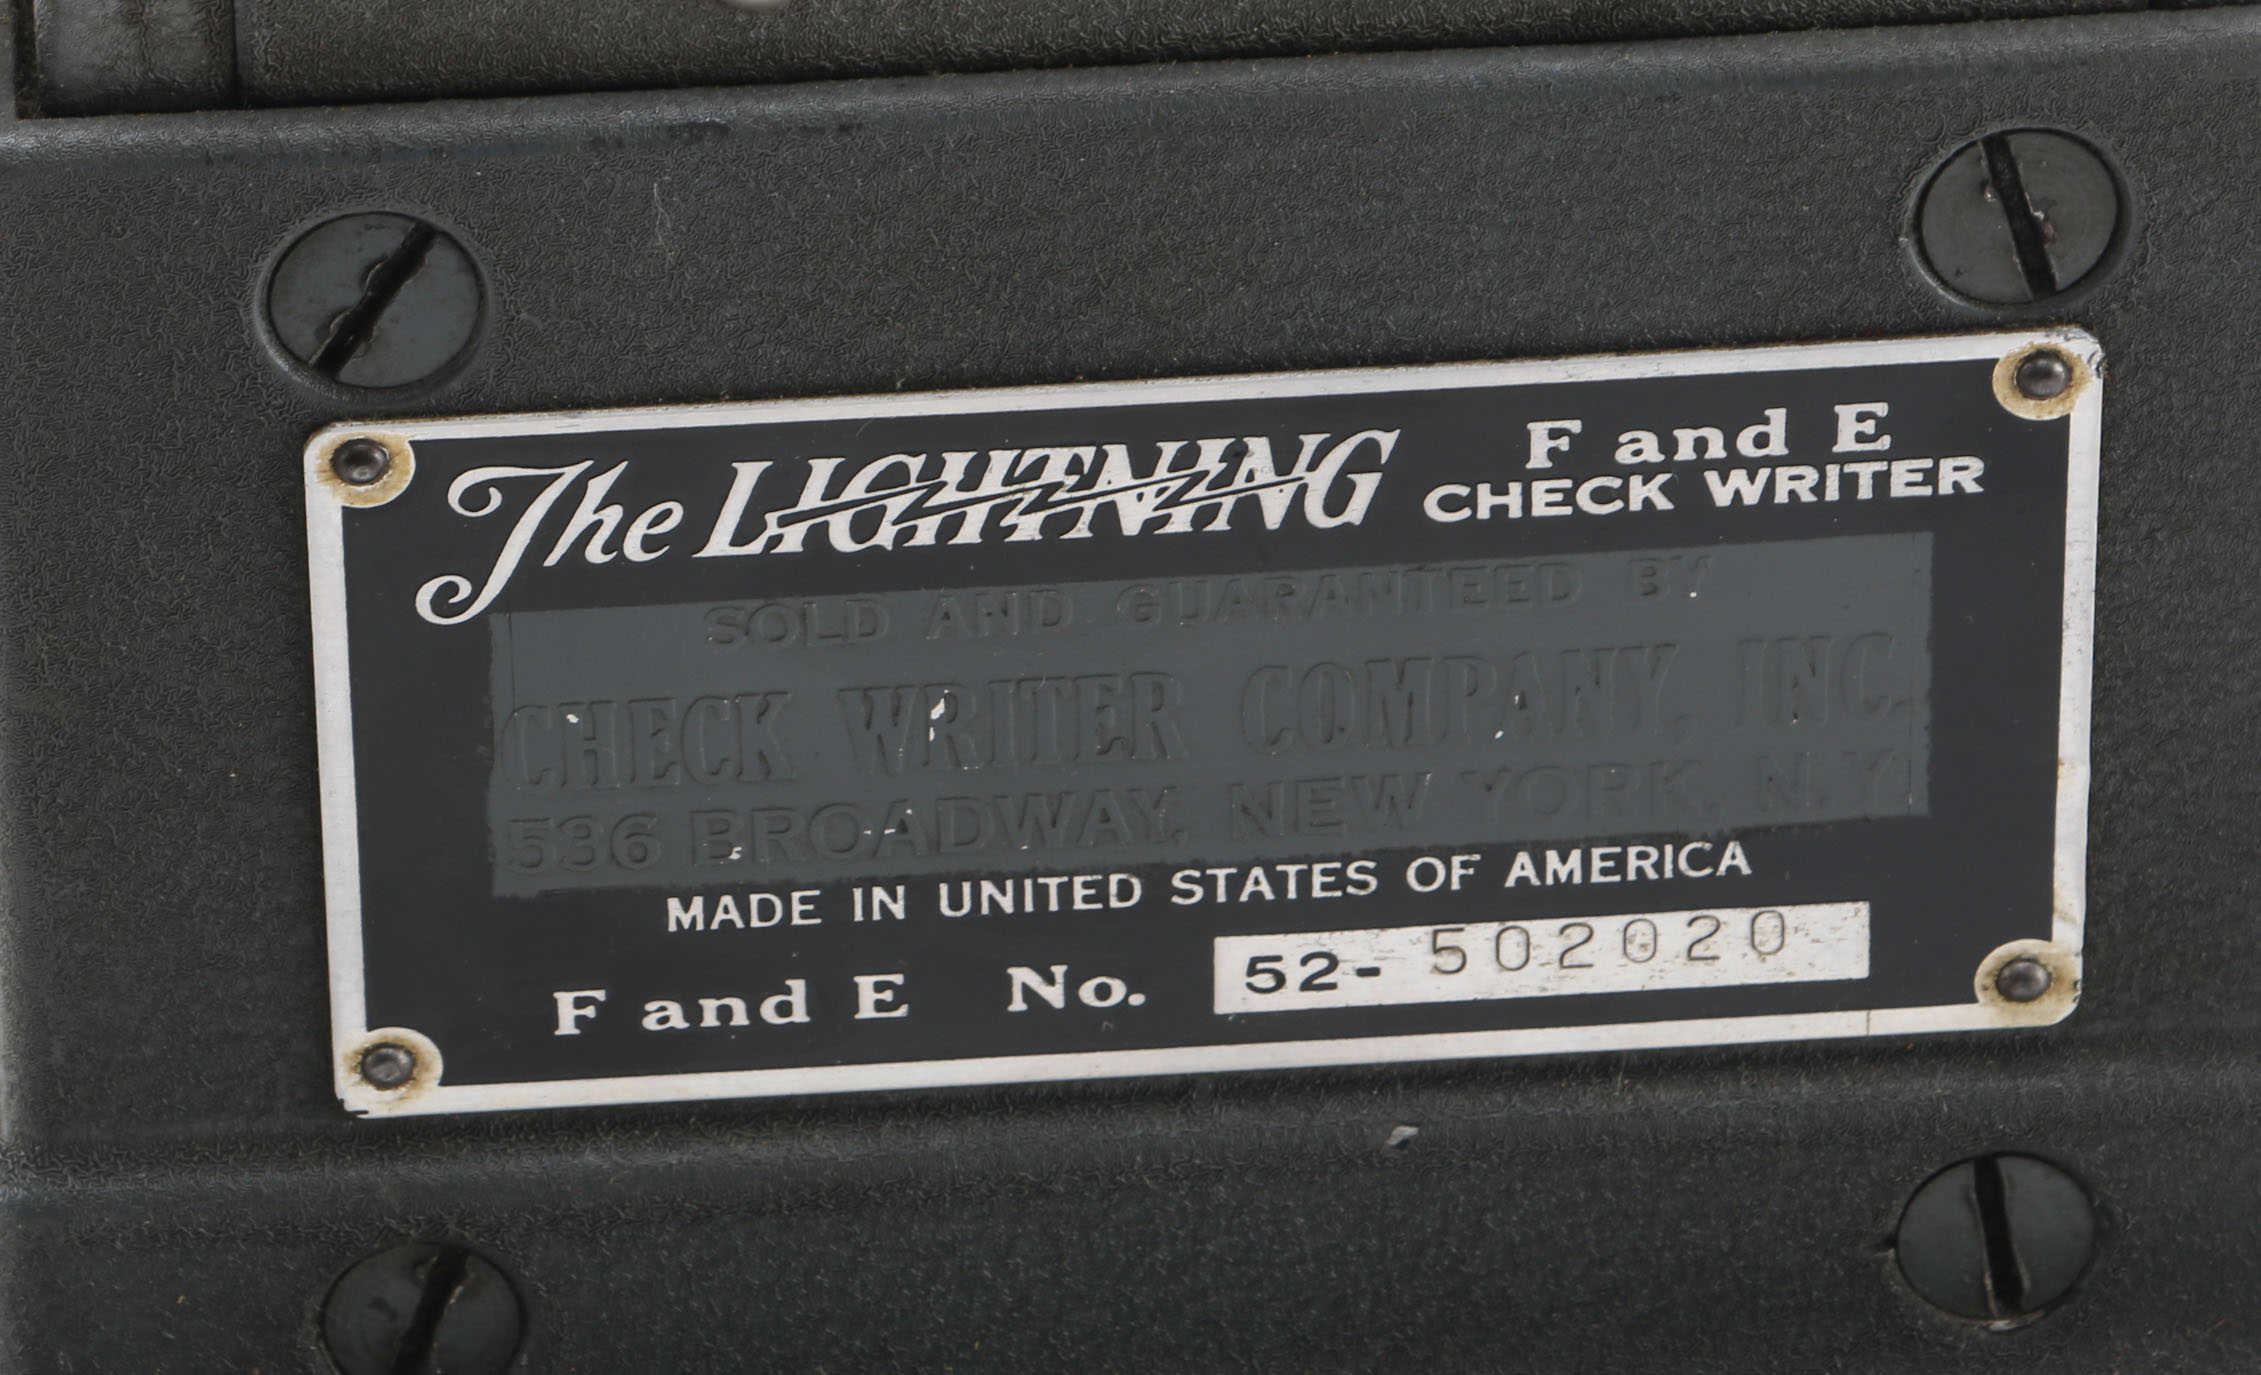 The LIGHTNING F and E
CHECK WRITER
SOLD AND GUARANTEED BY
CHECK WRITER COMPANY, INC.
536 BROADWAY, NEW YORK, N.Y.
MADE IN UNITED STATES OF AMERICA
F and E No. 52-502020